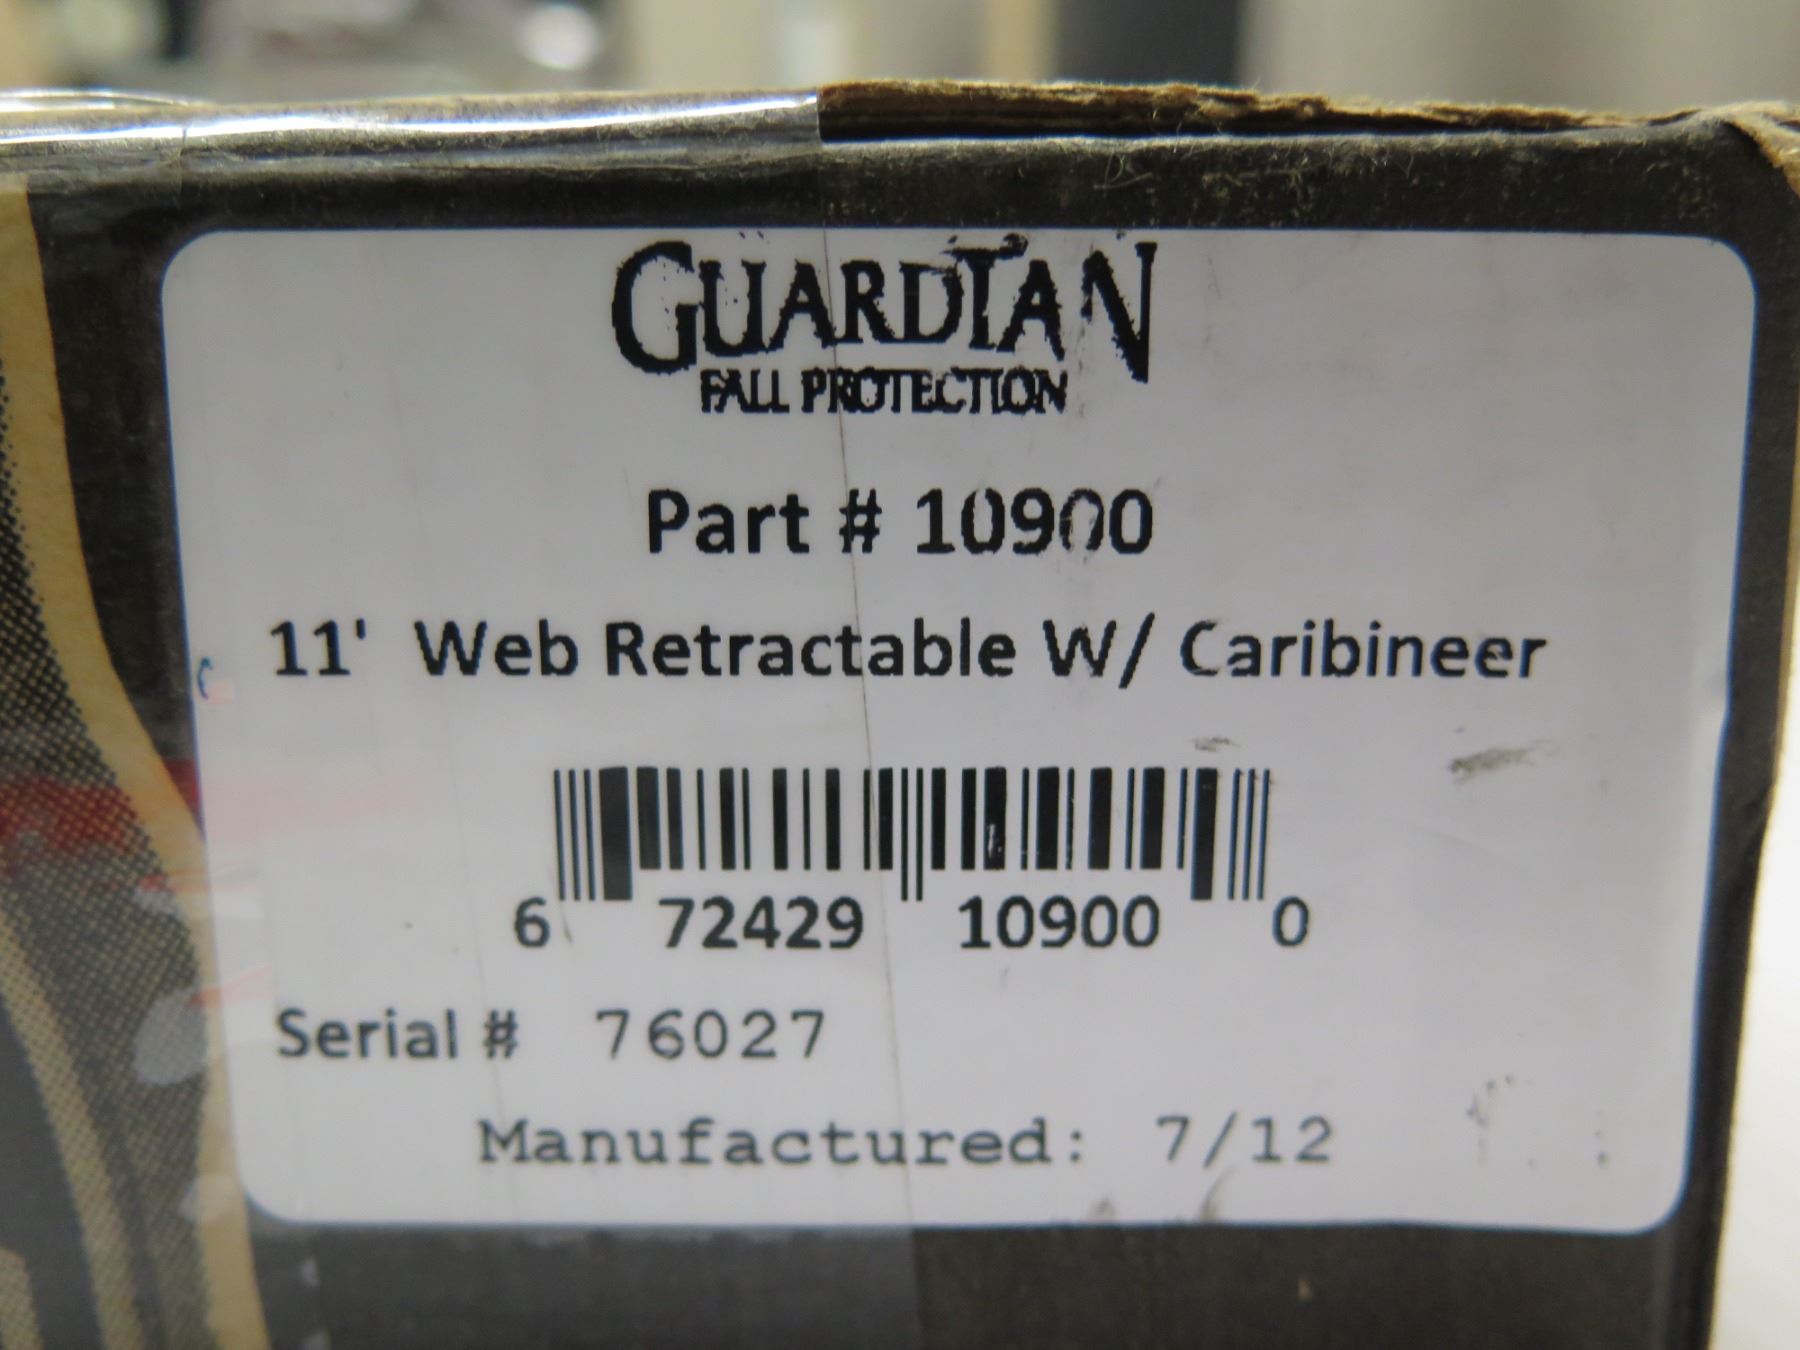 GUARDIAN
FALL PROTECTION
Part # 10900
11' Web Retractable W/ Caribineer
6 72429 10900 0
Serial # 76027
Manufactured: 7/12